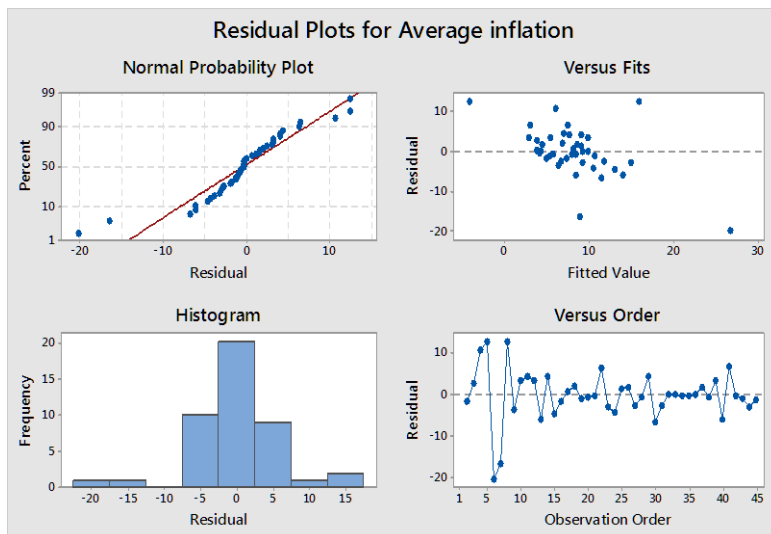 Residual Plots for Average inflation
Normal Probability Plot
99
90
50
10
1
Percent
-20 -10 0 10
Residual
Versus Fits
10
0
-10
-20
Residual
0 10 20 30
Fitted Value
Histogram
20
15
10
5
0
Frequency
-20 -15 -10 -5 0 5 10 15
Residual
Versus Order
10
0
-10
-20
Residual
1 5 10 15 20 25 30 35 40 45
Observation Order